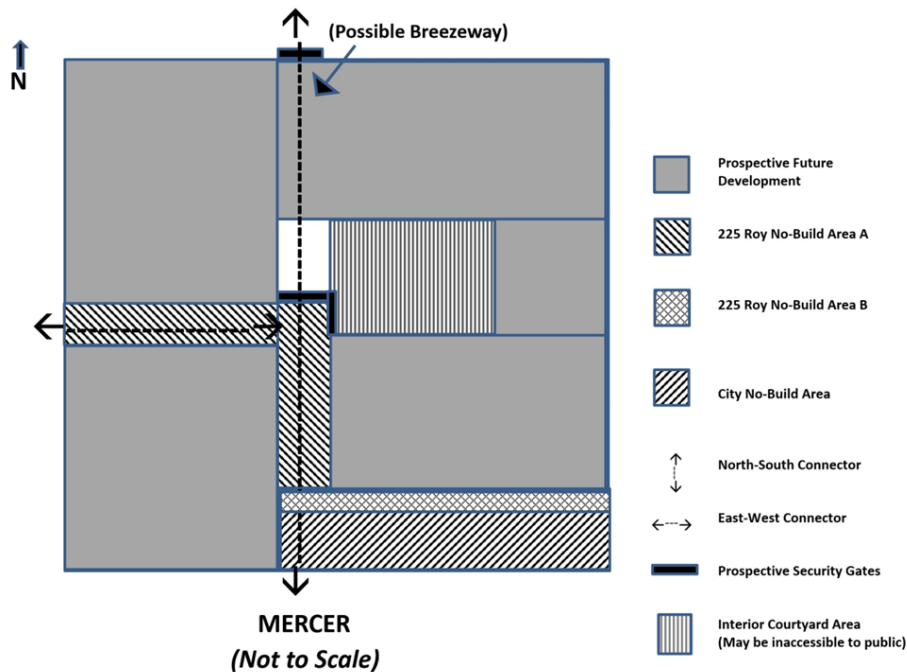 (Possible Breezeway)
N
Prospective Future
Development
225 Roy No-Build Area A
225 Roy No-Build Area B
City No-Build Area
North-South Connector
East-West Connector
Prospective Security Gates
Interior Courtyard Area
(May be inaccessible to public)
MERCER
(Not to Scale)